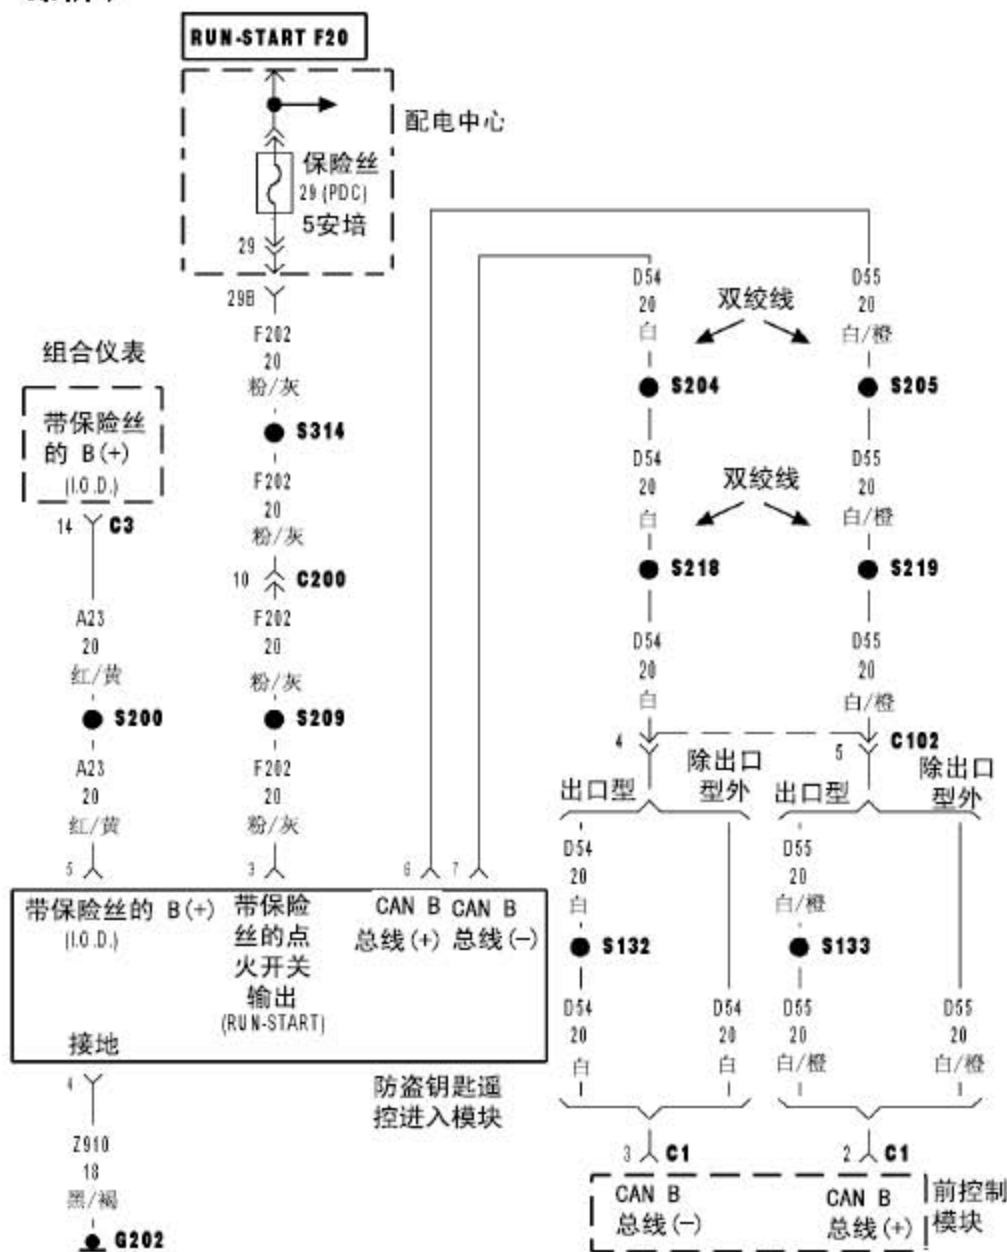 RUN-START F20
配电中心
保险丝
29 (PDC)
5安培
29
29B
F202
20
粉/灰
S314
F202
20
粉/灰
10
C200
F202
20
粉/灰
S209
F202
20
粉/灰
3
组合仪表
带保险丝
的 B(+)
(I.O.D.)
14
C3
A23
20
红/黄
S200
A23
20
红/黄
5
6
7
D54
20
白
双绞线
D55
20
白/橙
S204
S205
D54
20
白
双绞线
D55
20
白/橙
S218
S219
D54
20
白
D55
20
白/橙
4
5
C102
出口型
除出口
型外
出口型
除出口
型外
D54
20
白
D55
20
白/橙
S132
S133
D54
20
白
D54
20
白
D55
20
白/橙
D55
20
白/橙
3
C1
2
C1
CAN B
总线(-)
CAN B
总线(+)
前控制
模块
带保险丝的 B(+)
(I.O.D.)
带保险
丝的点
火开关
输出
(RUN-START)
CAN B
总线(+)
CAN B
总线(-)
接地
防盗钥匙遥
控进入模块
4
Z910
18
黑/褐
G202